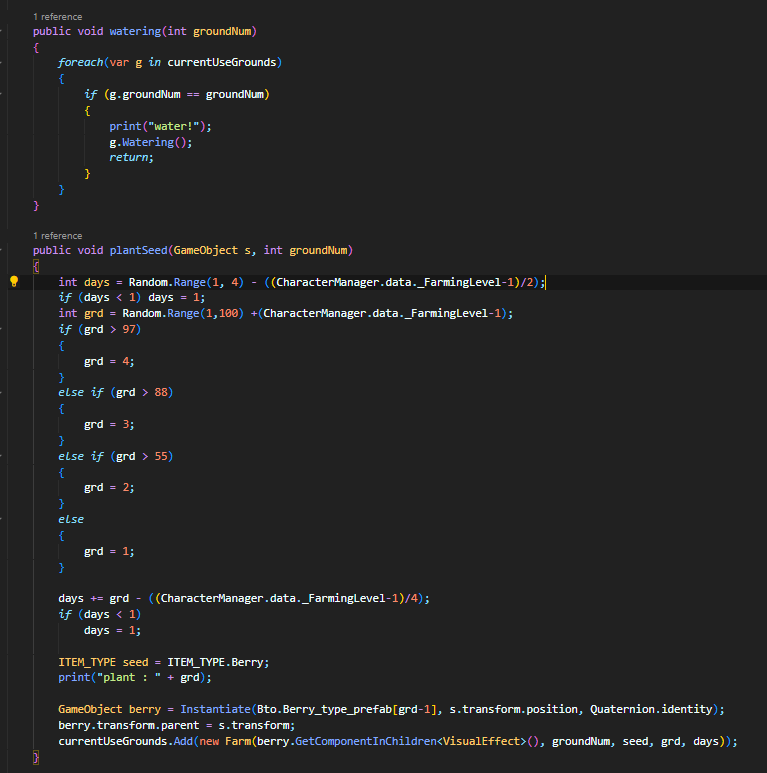 1 reference
public void watering(int groundNum)
{
foreach(var g in currentUseGrounds)
{
if (g.groundNum == groundNum)
{
print("water!");
g.Watering();
return;
}
}
}
1 reference
public void plantSeed(GameObject s, int groundNum)
{
int days = Random.Range(1, 4) - ((CharacterManager.data._FarmingLevel-1)/2);
if (days < 1) days = 1;
int grd = Random.Range(1,100) +(CharacterManager.data._FarmingLevel-1);
if (grd > 97)
{
grd = 4;
}
else if (grd > 88)
{
grd = 3;
}
else if (grd > 55)
{
grd = 2;
}
else
{
grd = 1;
}
days += grd - ((CharacterManager.data._FarmingLevel-1)/4);
if (days < 1)
days = 1;
ITEM_TYPE seed = ITEM_TYPE.Berry;
print("plant : " + grd);
GameObject berry = Instantiate(Bto.Berry_type_prefab[grd-1], s.transform.position, Quaternion.identity);
berry.transform.parent = s.transform;
currentUseGrounds.Add(new Farm(berry.GetComponentInChildren<VisualEffect>(), groundNum, seed, grd, days));
}